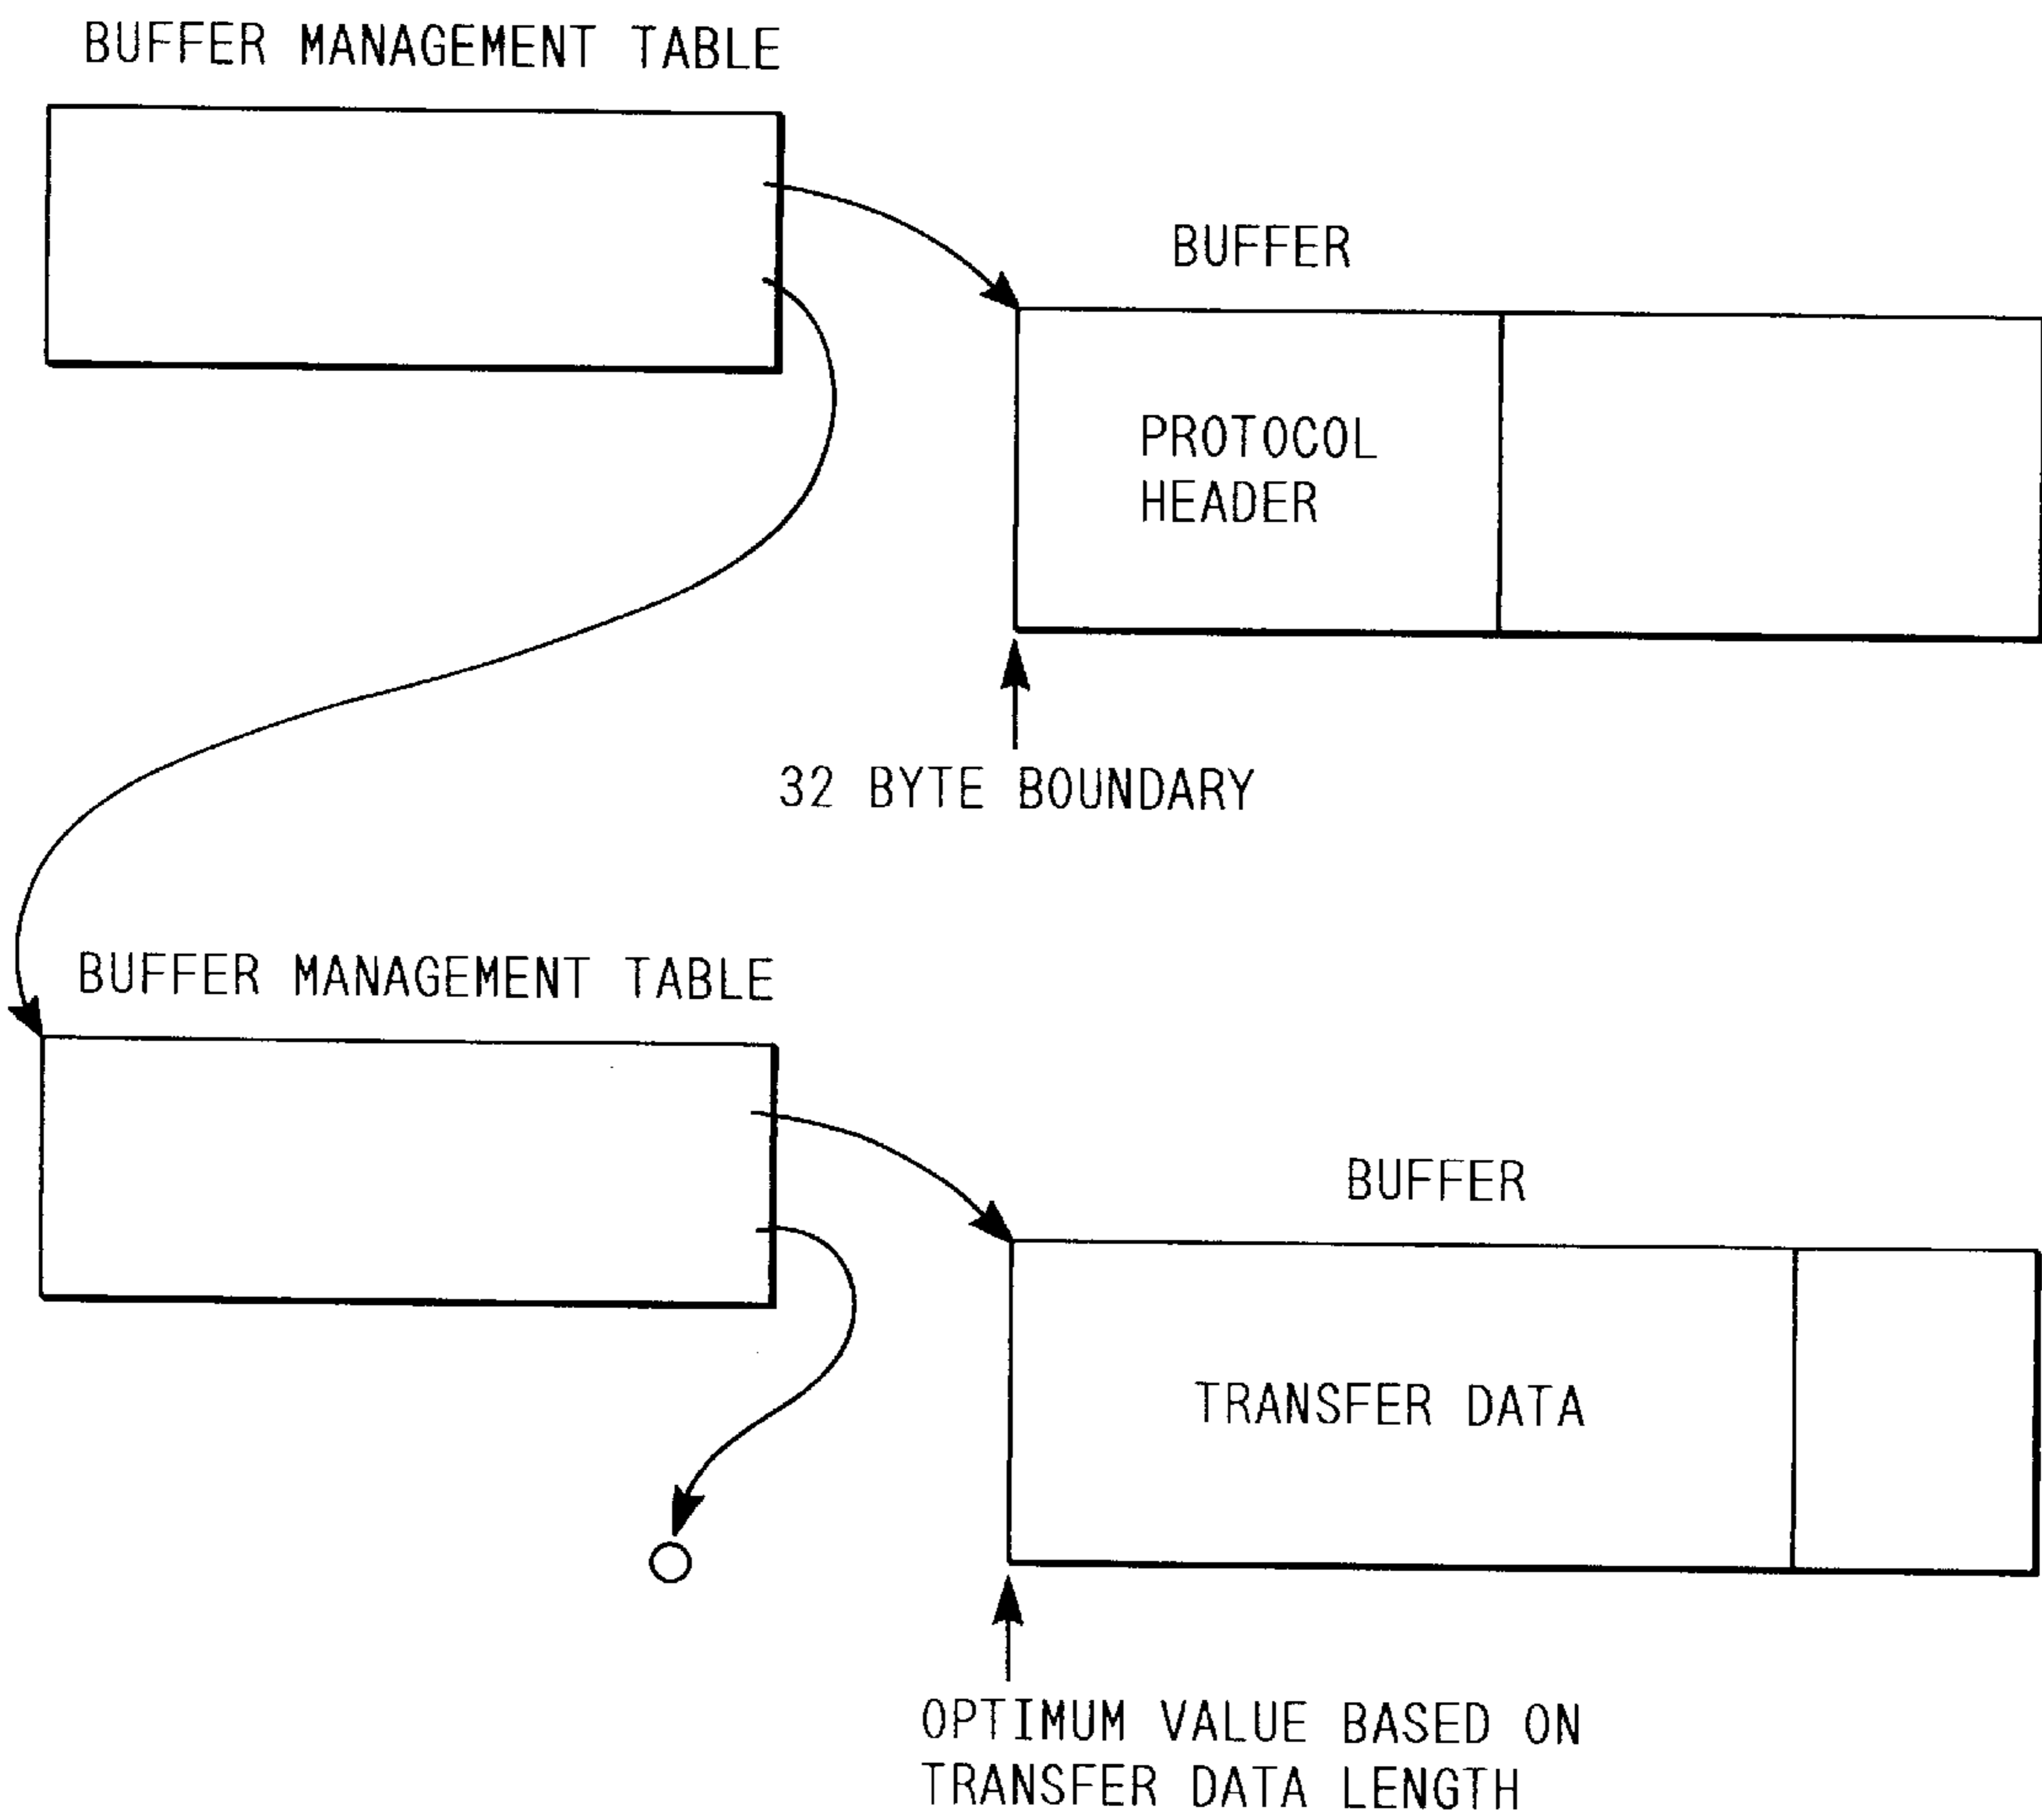 BUFFER MANAGEMENT TABLE
BUFFER
PROTOCOL
HEADER
32 BYTE BOUNDARY
BUFFER MANAGEMENT TABLE
BUFFER
TRANSFER DATA
OPTIMUM VALUE BASED ON
TRANSFER DATA LENGTH